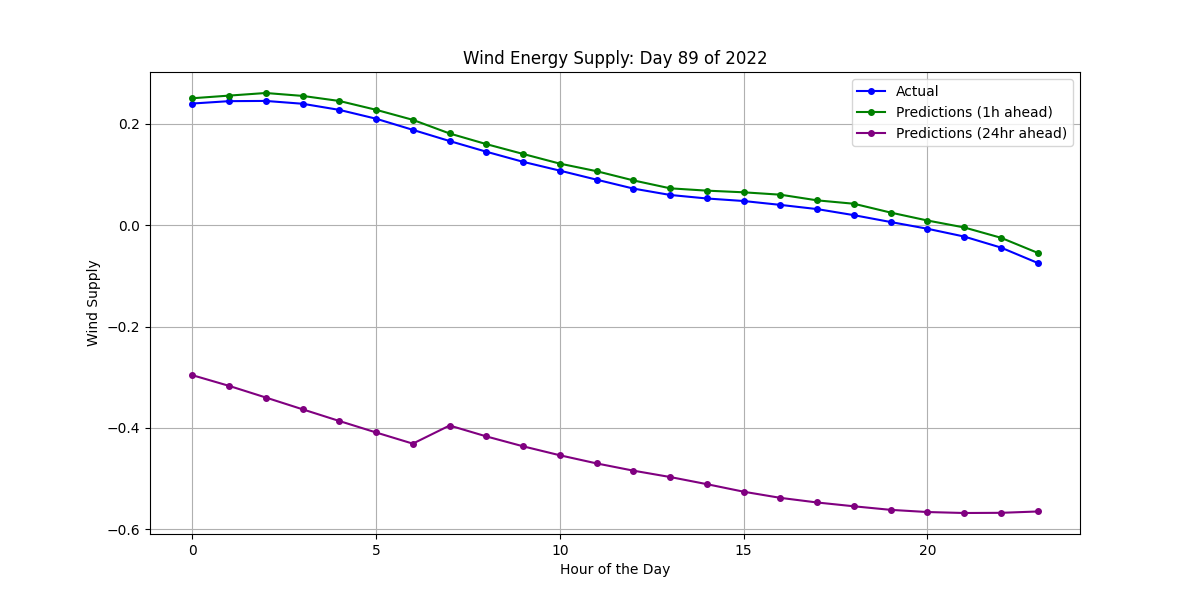 Wind Energy Supply: Day 89 of 2022
Actual
Predictions (1h ahead)
Predictions (24hr ahead)
0.2
0.0
−0.2
−0.4
−0.6
Wind Supply
0 5 10 15 20
Hour of the Day